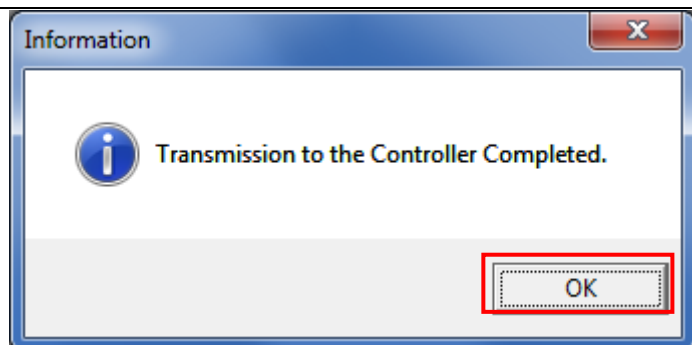 Information
Transmission to the Controller Completed.
OK